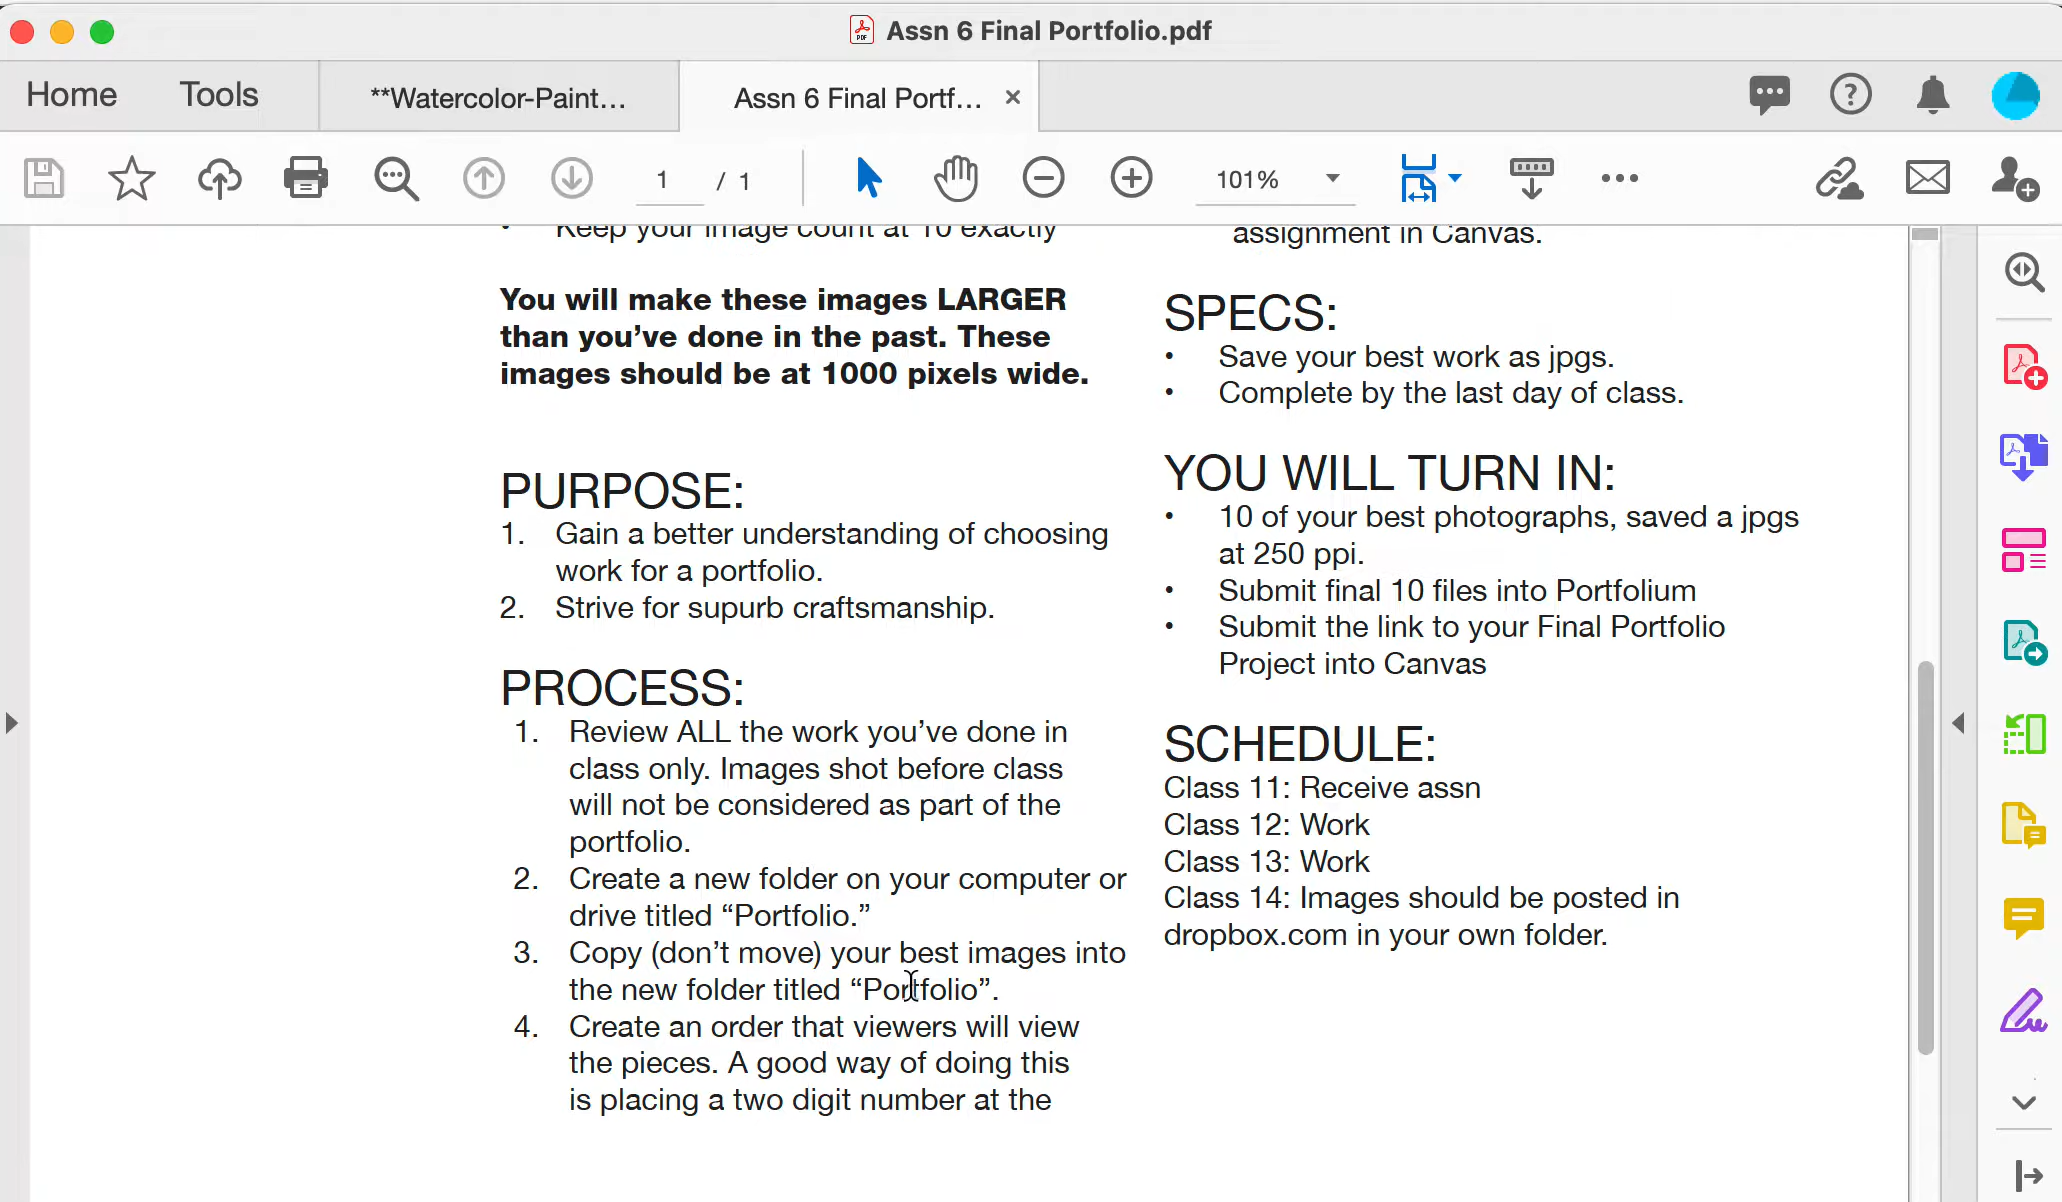 Assn 6 Final Portfolio.pdf
Home
Tools
**Watercolor-Paint...
Assn 6 Final Portf...
1 / 1
101%
Keep your image count at 10 exactly
You will make these images LARGER
than you’ve done in the past. These
images should be at 1000 pixels wide.
PURPOSE:
1. Gain a better understanding of choosing
work for a portfolio.
2. Strive for supurb craftsmanship.
PROCESS:
1. Review ALL the work you’ve done in
class only. Images shot before class
will not be considered as part of the
portfolio.
2. Create a new folder on your computer or
drive titled “Portfolio.”
3. Copy (don’t move) your best images into
the new folder titled “Portfolio”.
4. Create an order that viewers will view
the pieces. A good way of doing this
is placing a two digit number at the
assignment in Canvas.
SPECS:
• Save your best work as jpgs.
• Complete by the last day of class.
YOU WILL TURN IN:
• 10 of your best photographs, saved a jpgs
at 250 ppi.
• Submit final 10 files into Portfolium
• Submit the link to your Final Portfolio
Project into Canvas
SCHEDULE:
Class 11: Receive assn
Class 12: Work
Class 13: Work
Class 14: Images should be posted in
dropbox.com in your own folder.